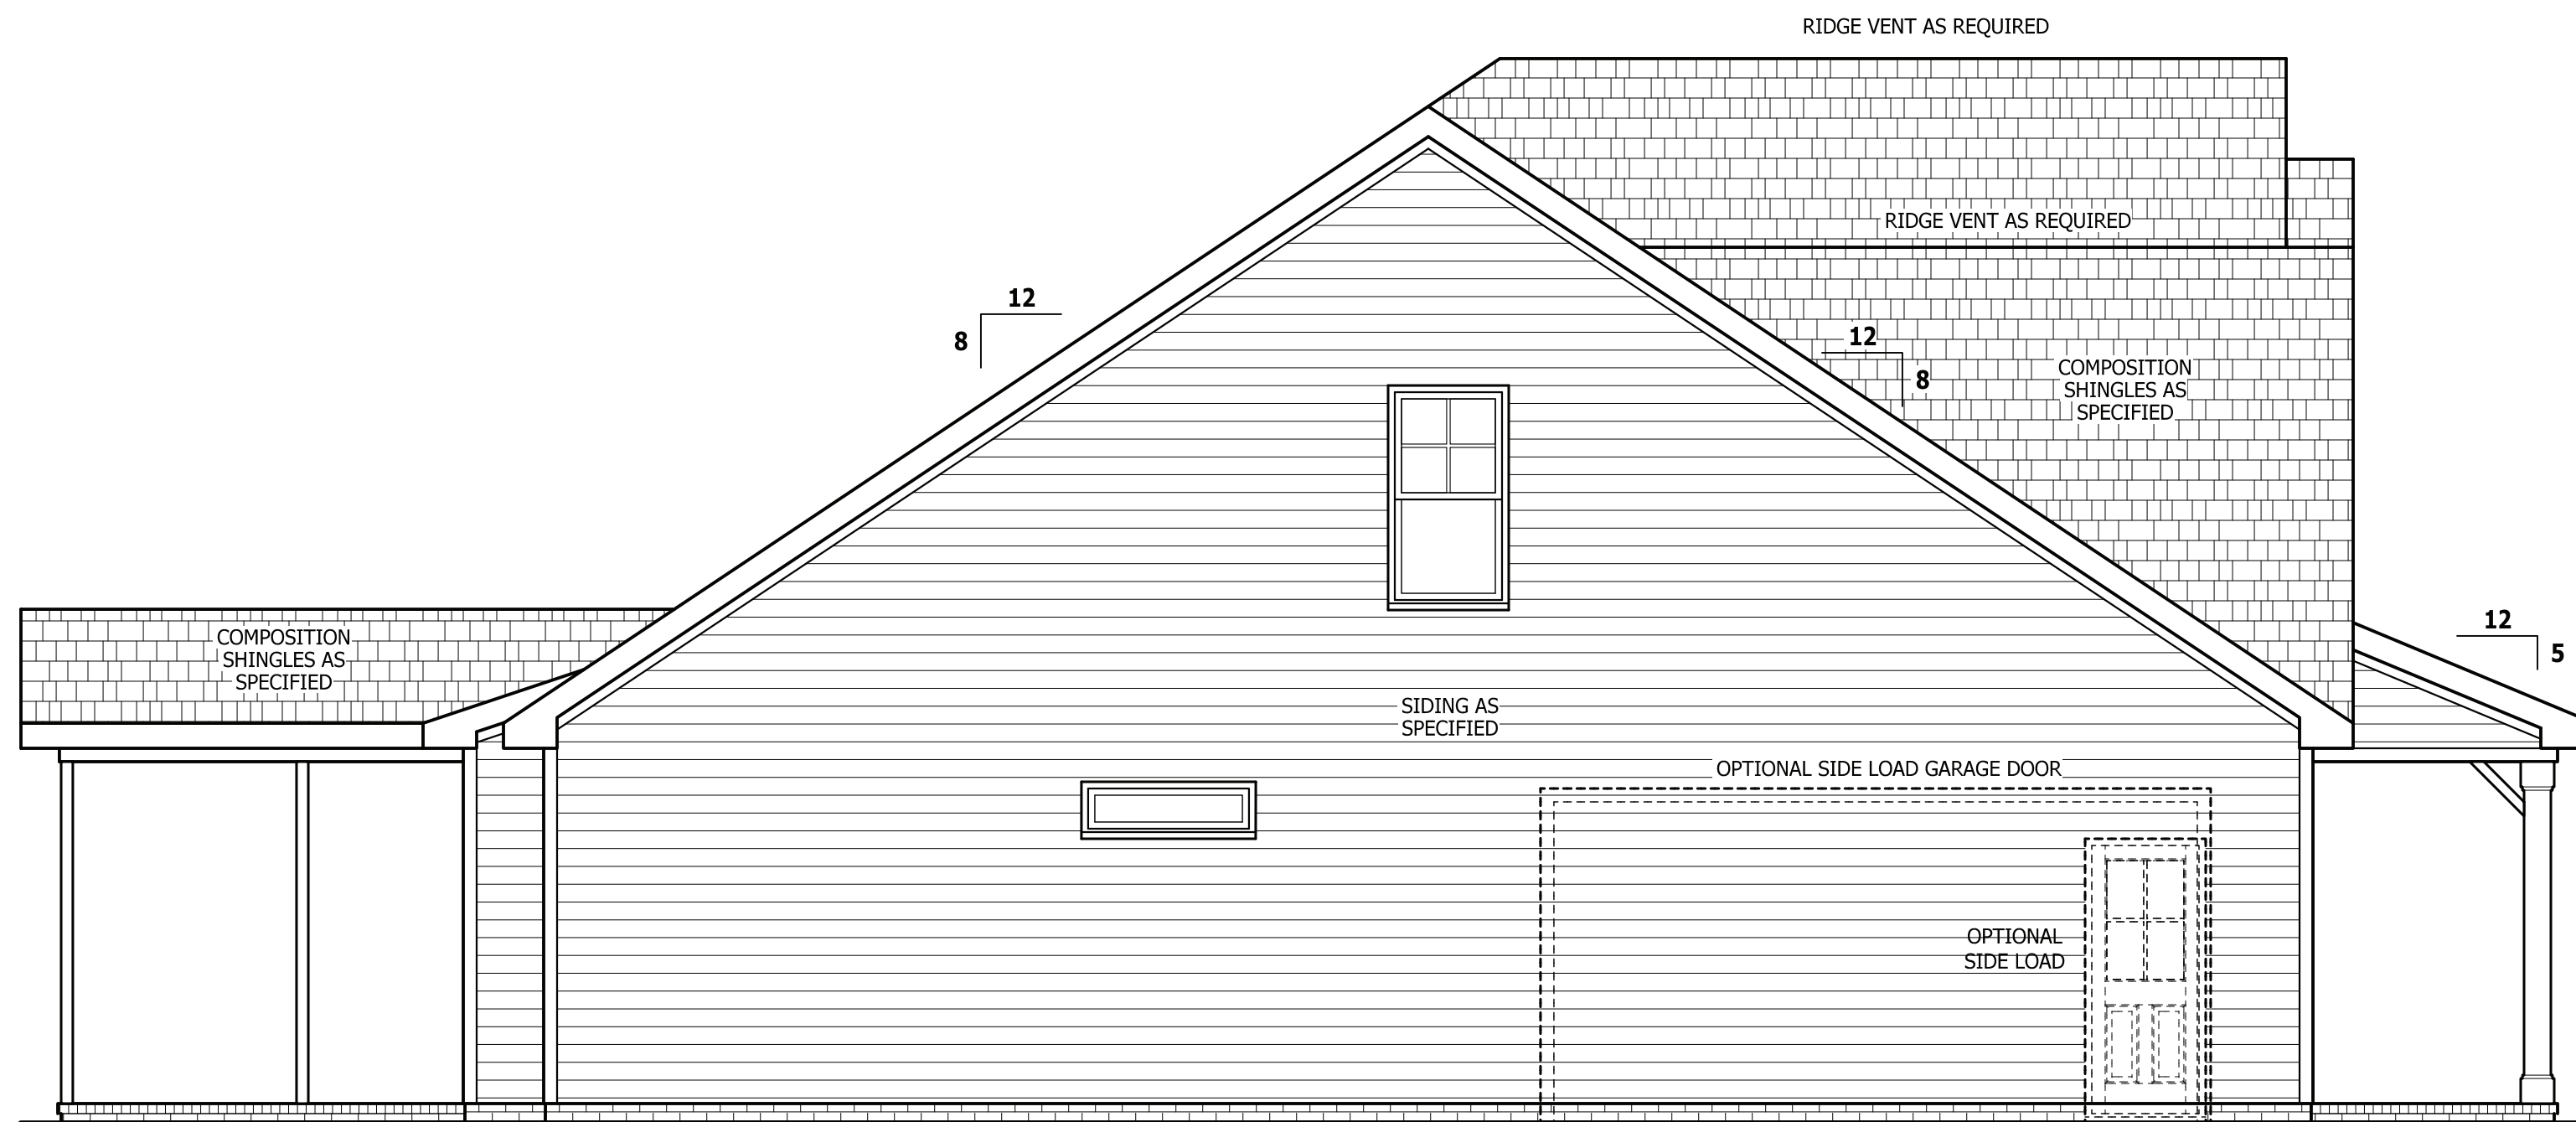 RIDGE VENT AS REQUIRED
RIDGE VENT AS REQUIRED
12
8
12
8
COMPOSITION
SHINGLES AS
SPECIFIED
12
5
COMPOSITION
SHINGLES AS
SPECIFIED
SIDING AS
SPECIFIED
OPTIONAL SIDE LOAD GARAGE DOOR
OPTIONAL
SIDE LOAD